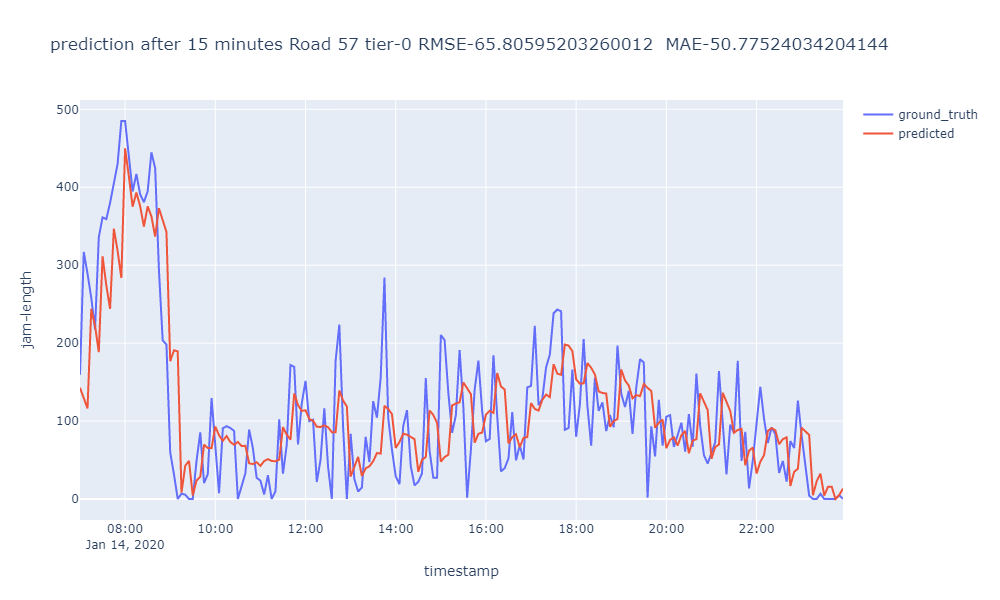 prediction after 15 minutes Road 57 tier-0 RMSE-65.80595203260012  MAE-50.77524034204144
500
400
300
200
100
0
jam-length
08:00
10:00
12:00
14:00
16:00
18:00
20:00
22:00
Jan 14, 2020
timestamp
ground_truth
predicted